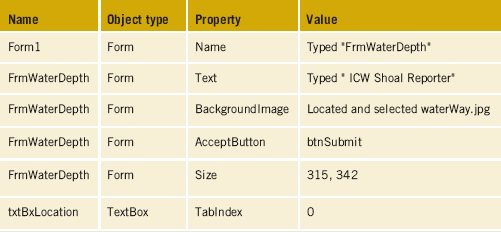 Name Object type Property Value
Form1 Form Name Typed "FrmWaterDepth"
FrmWaterDepth Form Text Typed " ICW Shoal Reporter"
FrmWaterDepth Form BackgroundImage Located and selected waterWay.jpg
FrmWaterDepth Form AcceptButton btnSubmit
FrmWaterDepth Form Size 315, 342
txtBxLocation TextBox TabIndex 0